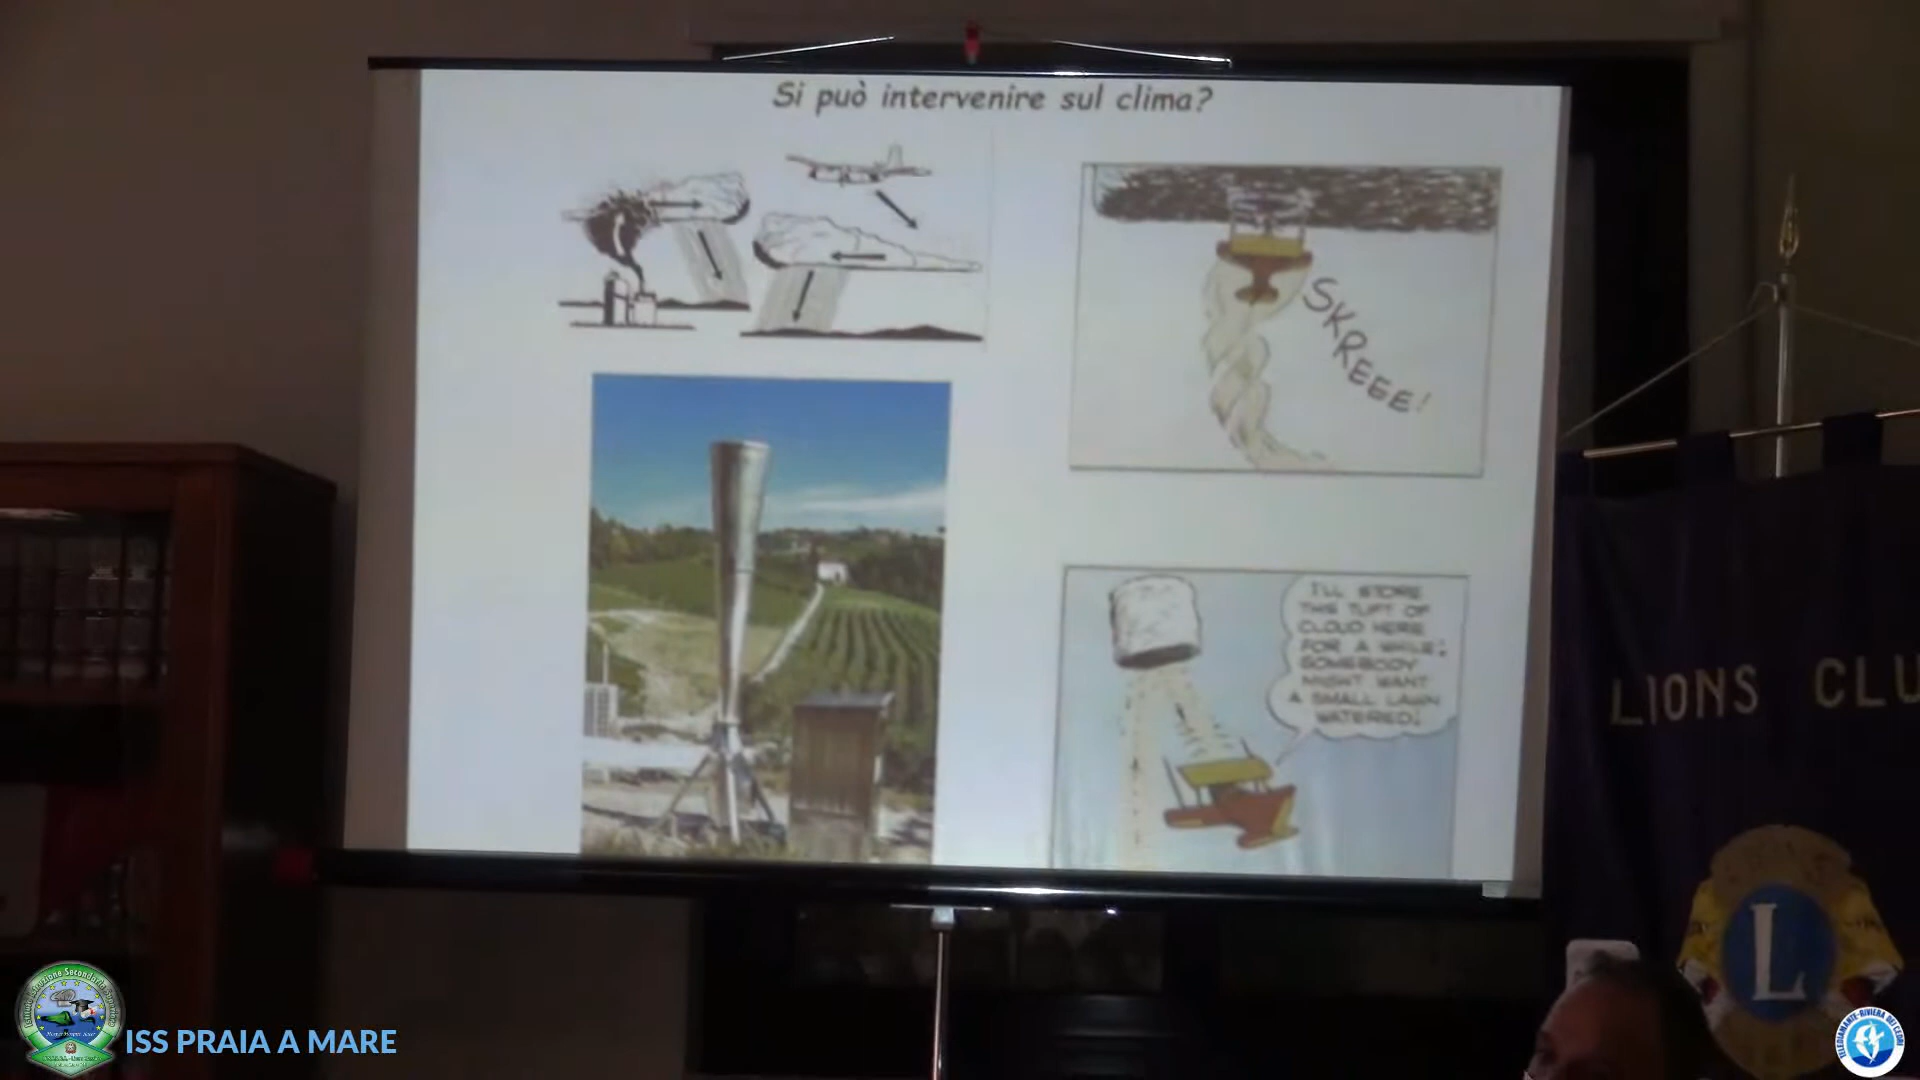 Si può intervenire sul clima?
SKREEE!
I'LL STORE
THIS TUFT OF
CLOUD HERE
FOR A WHILE;
SOMEBODY
MIGHT WANT
A SMALL LAWN
WATERED!
LIONS CLU
L
ISS PRAIA A MARE